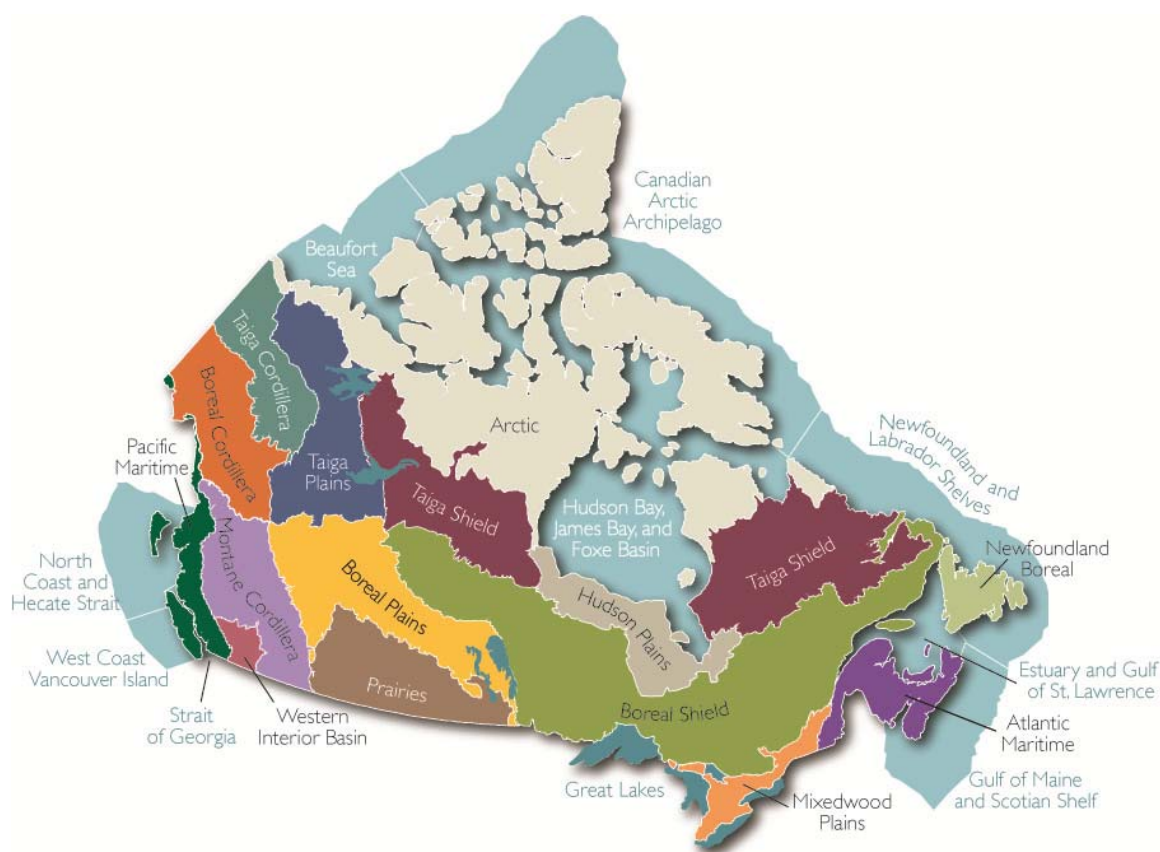 Canadian
Arctic
Archipelago
Beaufort
Sea
Taiga Cordillera
Boreal Cordillera
Pacific
Maritime
Taiga
Plains
Arctic
Taiga Shield
Hudson Bay,
James Bay, and
Foxe Basin
Newfoundland and
Labrador Shelves
Taiga Shield
Newfoundland
Boreal
North
Coast and
Hecate Strait
Montane Cordillera
Boreal Plains
Hudson Plains
West Coast
Vancouver Island
Prairies
Boreal Shield
Estuary and Gulf
of St. Lawrence
Strait
of Georgia
Western
Interior Basin
Atlantic
Maritime
Great Lakes
Mixedwood
Plains
Gulf of Maine
and Scotian Shelf